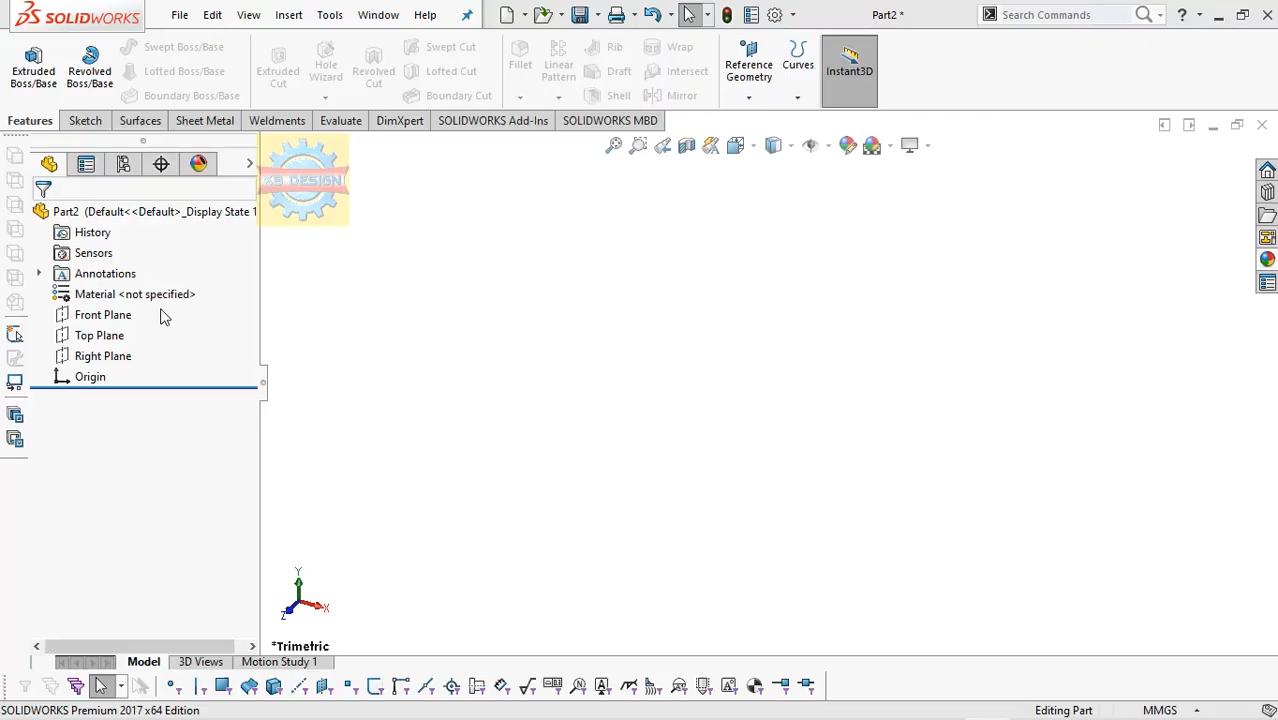 SOLIDWORKS File Edit View Insert Tools Window Help Part2 * Search Commands ?
Extruded Boss/Base
Revolved Boss/Base
Swept Boss/Base
Lofted Boss/Base
Boundary Boss/Base
Extruded Cut
Hole Wizard
Revolved Cut
Swept Cut
Lofted Cut
Boundary Cut
Fillet
Linear Pattern
Rib
Draft
Shell
Wrap
Intersect
Mirror
Reference Geometry
Curves
Instant3D
Features Sketch Surfaces Sheet Metal Weldments Evaluate DimXpert SOLIDWORKS Add-Ins SOLIDWORKS MBD
DESIGN
Part2 (Default<<Default>_Display State 1
History
Sensors
Annotations
Material <not specified>
Front Plane
Top Plane
Right Plane
Origin
Y
X
Z
*Trimetric
Model 3D Views Motion Study 1
SOLIDWORKS Premium 2017 x64 Edition Editing Part MMGS